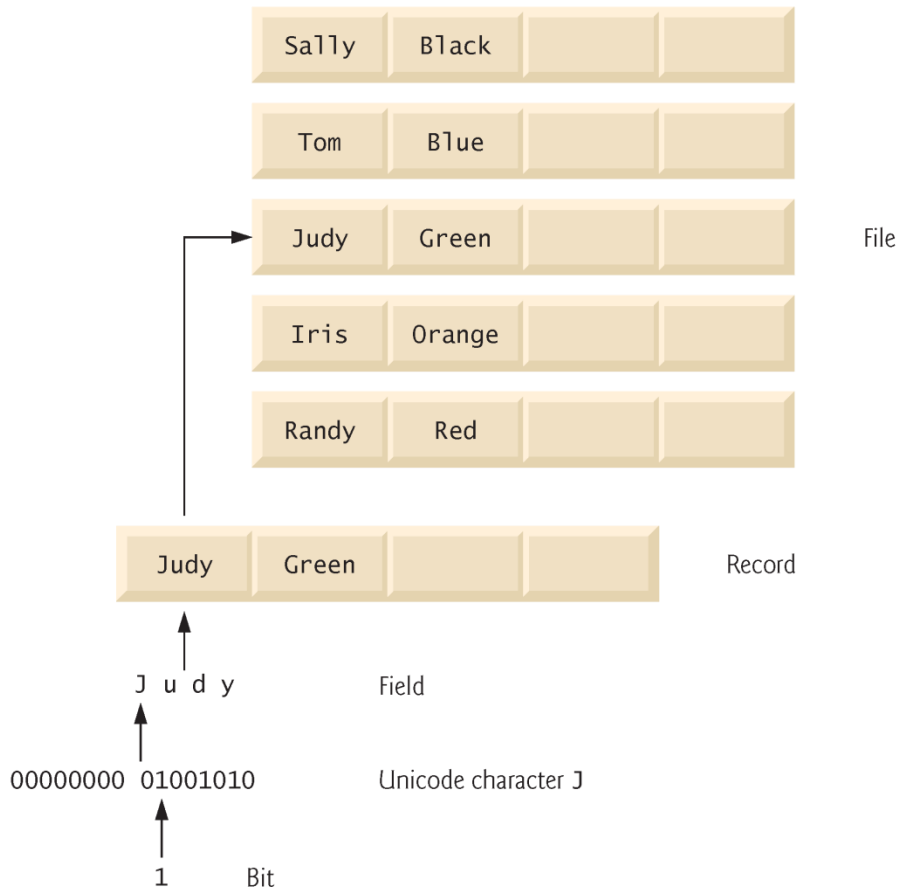 Sally Black
Tom Blue
Judy Green File
Iris Orange
Randy Red
Judy Green Record
J u d y Field
00000000 01001010 Unicode character J
1 Bit